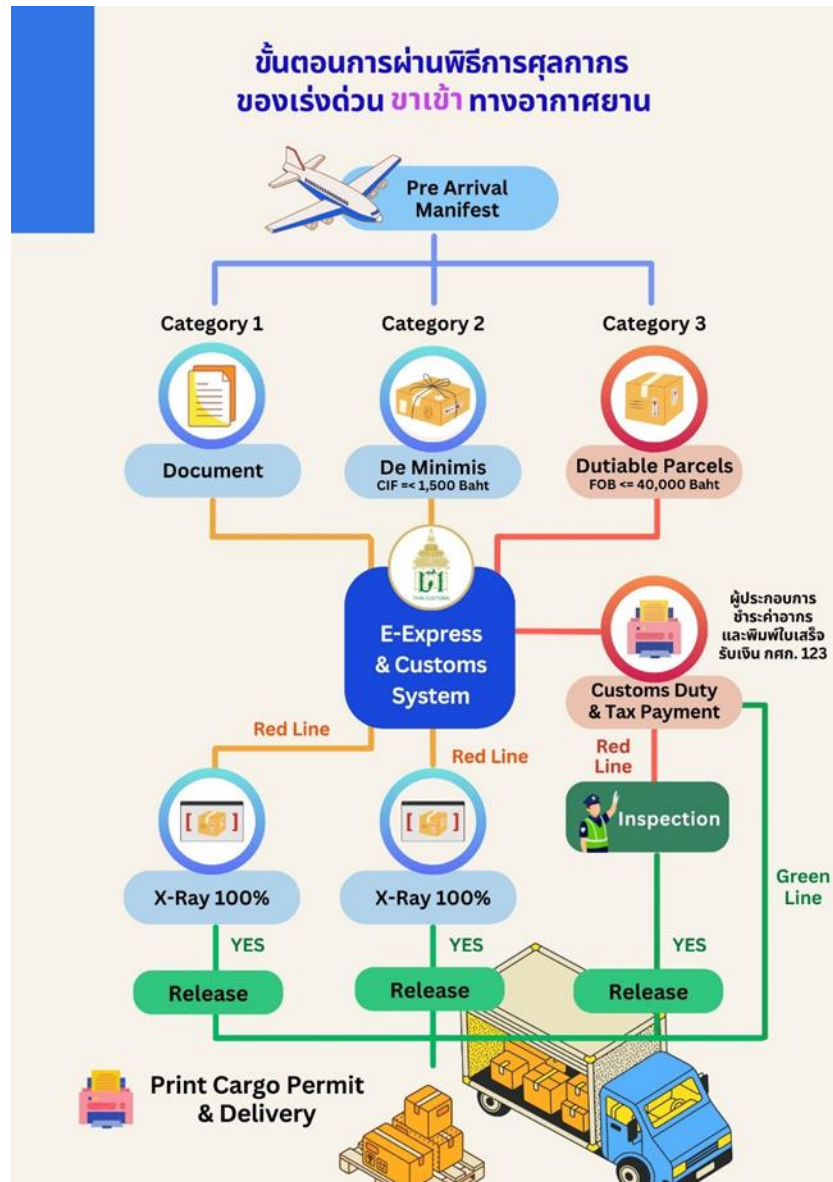 ขั้นตอนการผ่านพิธีการศุลกากร
ของเร่งด่วน ขาเข้า ทางอากาศยาน
Pre Arrival
Manifest
Category 1
Category 2
Category 3
Document
De Minimis
CIF =< 1,500 Baht
Dutiable Parcels
FOB <= 40,000 Baht
THAI CUSTOMS
E-Express
& Customs
System
ผู้ประกอบการ
ชำระค่าอากร
และพิมพ์ใบเสร็จ
รับเงิน กศก. 123
Customs Duty
& Tax Payment
Red Line
Red Line
Red
Line
Inspection
X-Ray 100%
X-Ray 100%
Green
Line
YES
YES
YES
Release
Release
Release
Print Cargo Permit
& Delivery